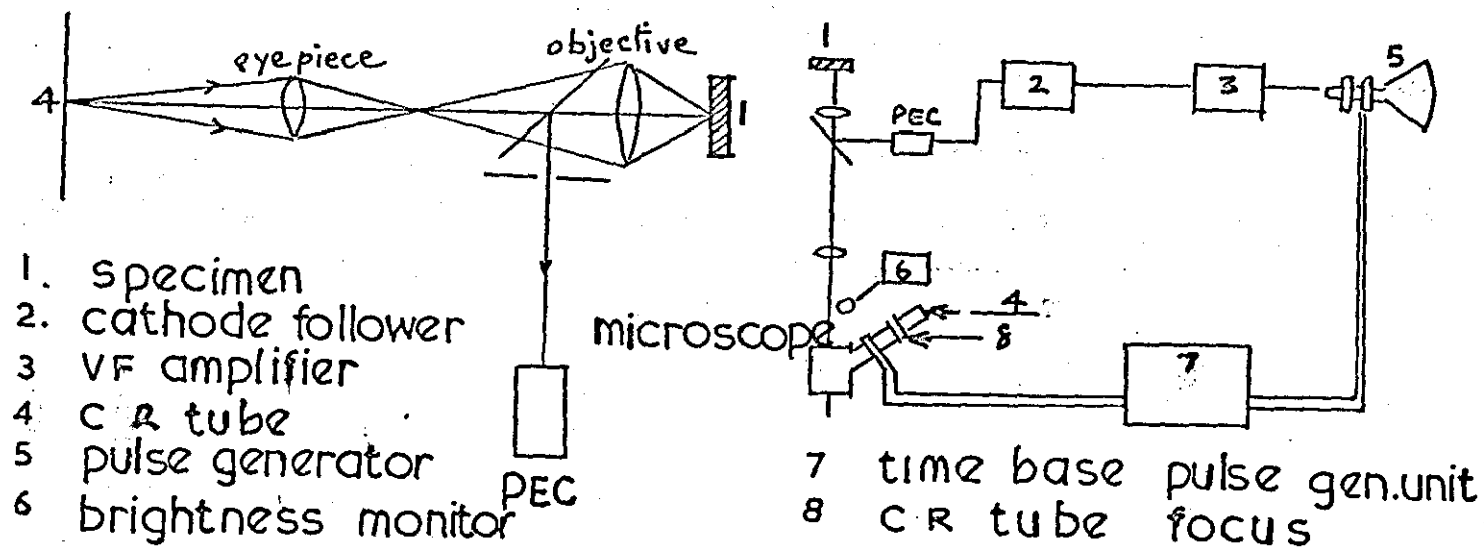 eyepiece
objective
4
1
PEC
1. specimen
2. cathode follower
3 VF amplifier
4 C R tube
5 pulse generator
6 brightness monitor
1
PEC
2
3
5
6
microscope
4
8
7
7 time base pulse gen.unit
8 C R tube focus